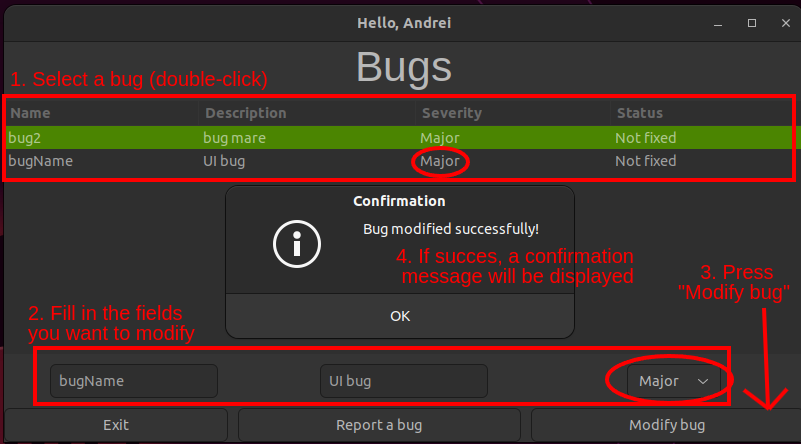 Hello, Andrei
Bugs
1. Select a bug (double-click)
Name Description Severity Status
bug2 bug mare Major Not fixed
bugName UI bug Major Not fixed
Confirmation
Bug modified successfully!
4. If succes, a confirmation
message will be displayed
OK
3. Press
"Modify bug"
2. Fill in the fields
you want to modify
bugName UI bug Major
Exit Report a bug Modify bug